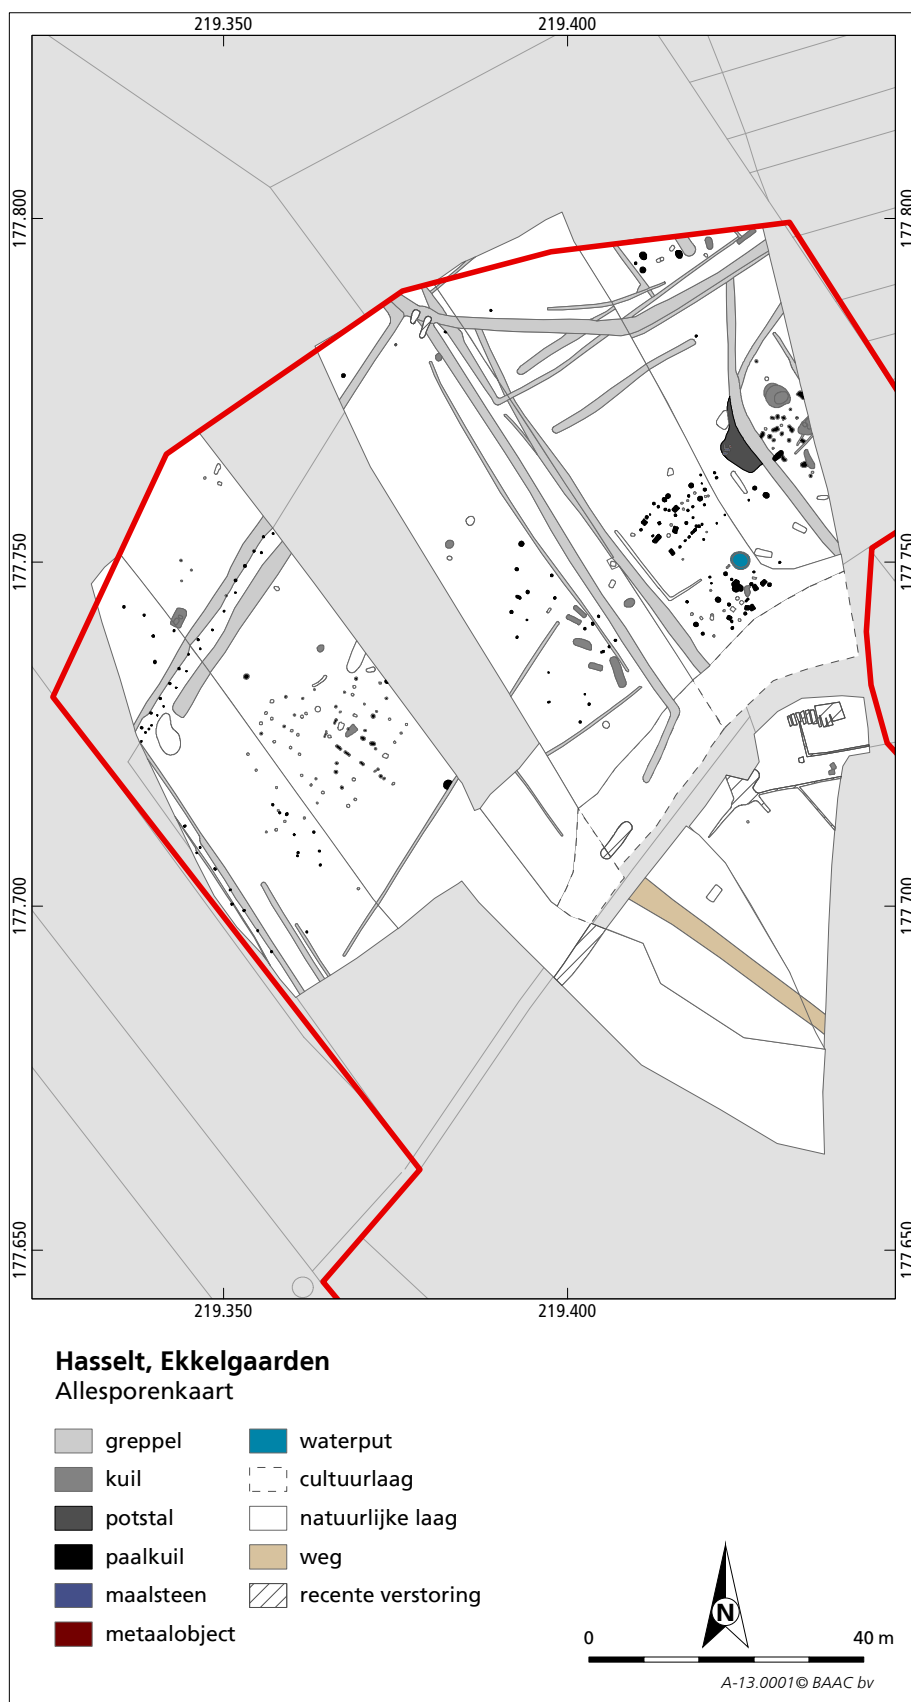 219.350 219.400
177.800 177.800
177.750 177.750
177.700 177.700
177.650 177.650
219.350 219.400
Hasselt, Ekkelgaarden
Allesporenkaart
greppel
kuil
potstal
paalkuil
maalsteen
metaalobject
waterput
cultuurlaag
natuurlijke laag
weg
recente verstoring
N
0 40 m
A-13.0001© BAAC bv